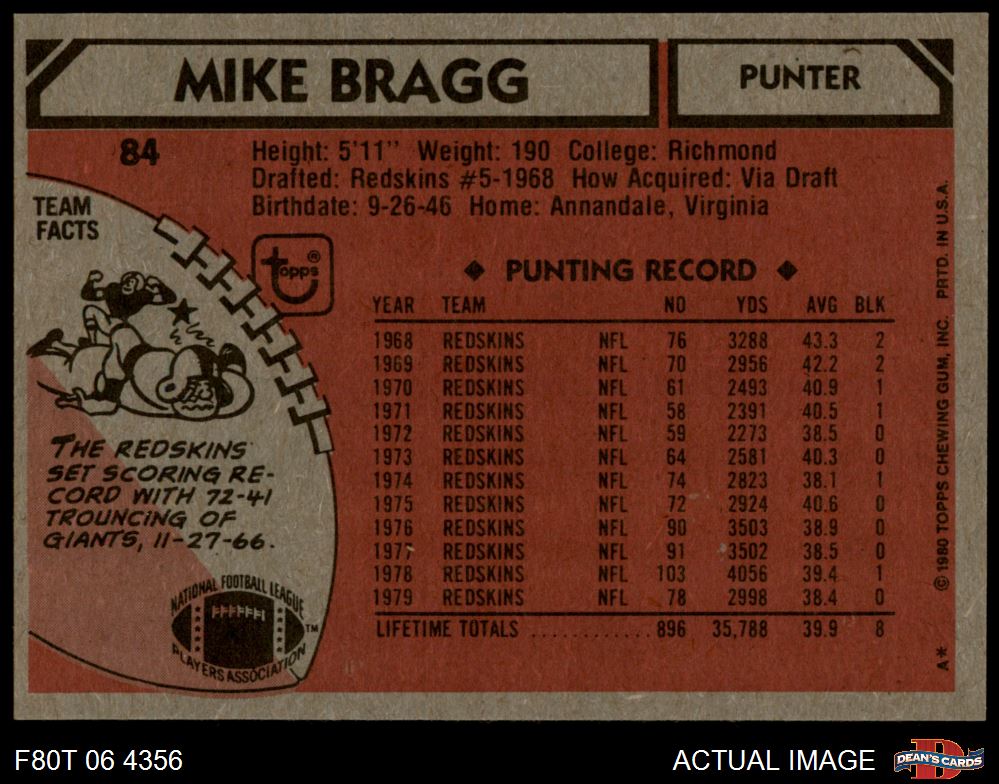 MIKE BRAGG
PUNTER
84
Height: 5'11" Weight: 190 College: Richmond
Drafted: Redskins #5-1968 How Acquired: Via Draft
Birthdate: 9-26-46 Home: Annandale, Virginia
TEAM
FACTS
topps®
◆ PUNTING RECORD ◆
YEAR TEAM NO YDS AVG BLK
1968 REDSKINS NFL 76 3288 43.3 2
1969 REDSKINS NFL 70 2956 42.2 2
1970 REDSKINS NFL 61 2493 40.9 1
1971 REDSKINS NFL 58 2391 40.5 1
1972 REDSKINS NFL 59 2273 38.5 0
1973 REDSKINS NFL 64 2581 40.3 0
1974 REDSKINS NFL 74 2823 38.1 1
1975 REDSKINS NFL 72 2924 40.6 0
1976 REDSKINS NFL 90 3503 38.9 0
1977 REDSKINS NFL 91 3502 38.5 0
1978 REDSKINS NFL 103 4056 39.4 1
1979 REDSKINS NFL 78 2998 38.4 0
LIFETIME TOTALS ............ 896 35,788 39.9 8
THE REDSKINS
SET SCORING RE-
CORD WITH 72-41
TROUNCING OF
GIANTS, 11-27-66.
NATIONAL FOOTBALL LEAGUE
PLAYERS ASSOCIATION
TM
A* © 1980 TOPPS CHEWING GUM, INC. PRTD. IN U.S.A.
F80T 06 4356
ACTUAL IMAGE
D
DEAN'S CARDS